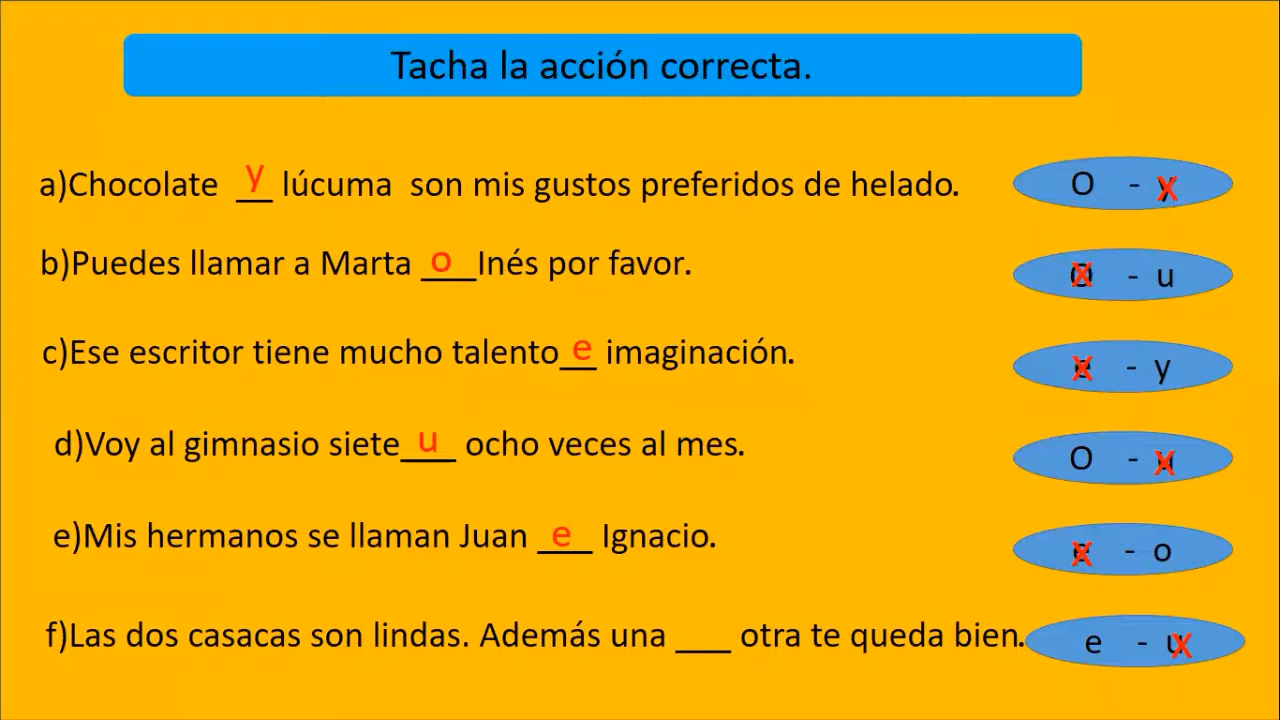 Tacha la acción correcta.
a)Chocolate y lúcuma son mis gustos preferidos de helado. O - y x
b)Puedes llamar a Marta o Inés por favor. O x - u
c)Ese escritor tiene mucho talento e imaginación. e x - y
d)Voy al gimnasio siete u ocho veces al mes. O - u x
e)Mis hermanos se llaman Juan e Ignacio. e x - o
f)Las dos casacas son lindas. Además una ___ otra te queda bien. e - u x